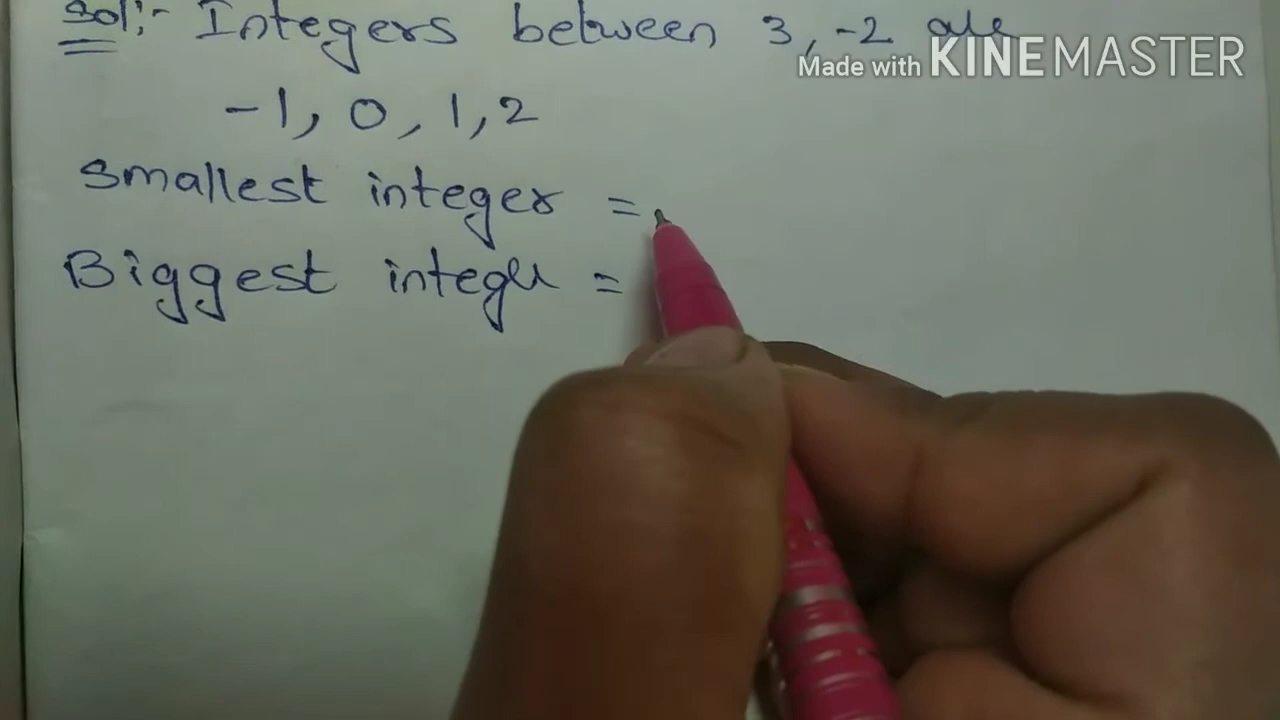 Sol:- Integers between 3, -2 are
Made with KINEMASTER
-1, 0, 1, 2
Smallest integer =
Biggest integer =